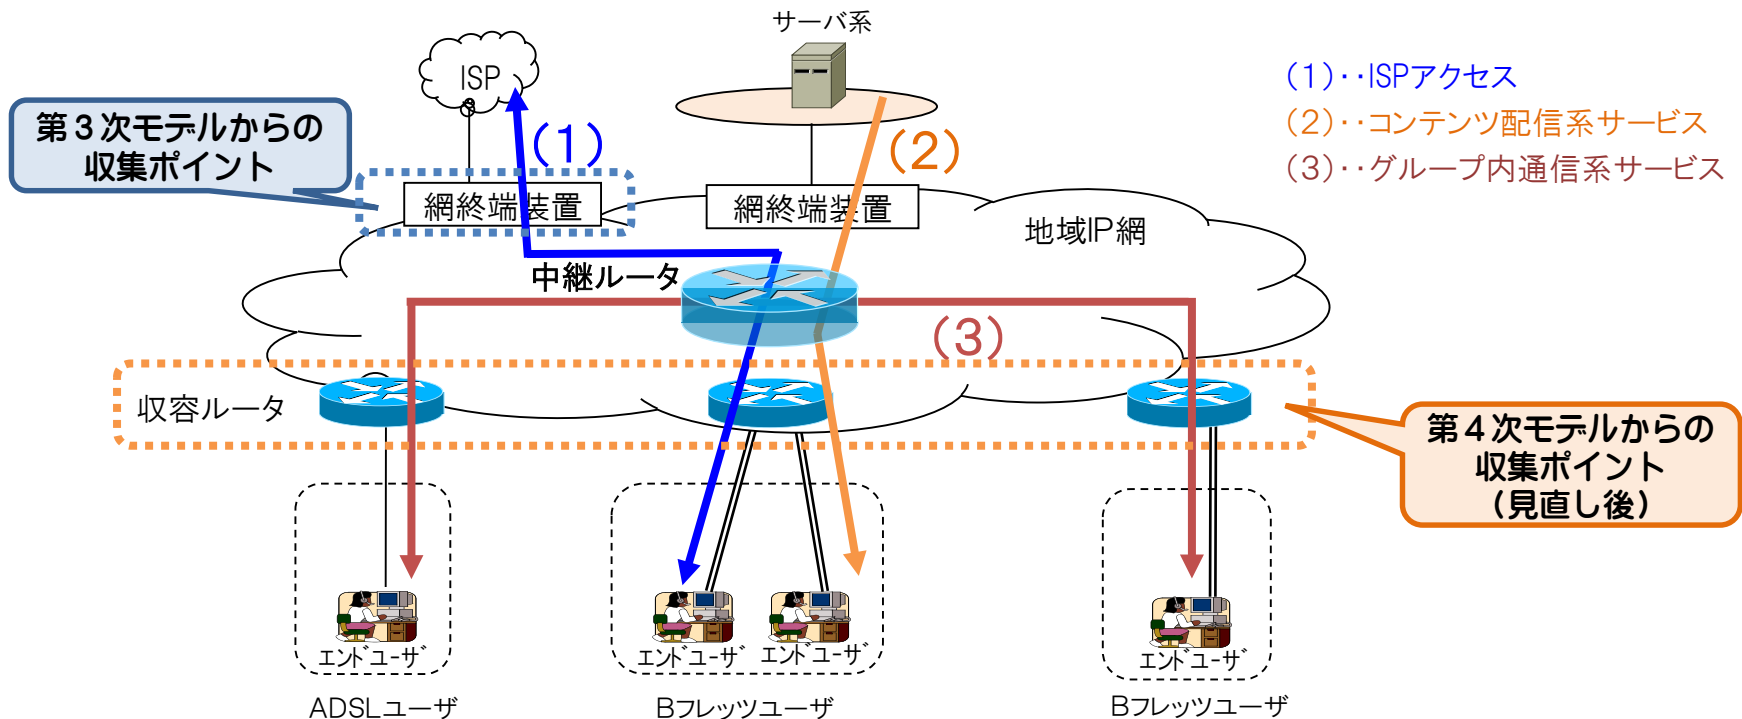 サーバ系
ISP
(1)‥ISPアクセス
(2)‥コンテンツ配信系サービス
(3)‥グループ内通信系サービス
第3次モデルからの
収集ポイント
(1)
(2)
網終端装置
網終端装置
地域IP網
中継ルータ
(3)
収容ルータ
第4次モデルからの
収集ポイント
(見直し後)
エンドユーザ
エンドユーザ
エンドユーザ
エンドユーザ
ADSLユーザ
Bフレッツユーザ
Bフレッツユーザ